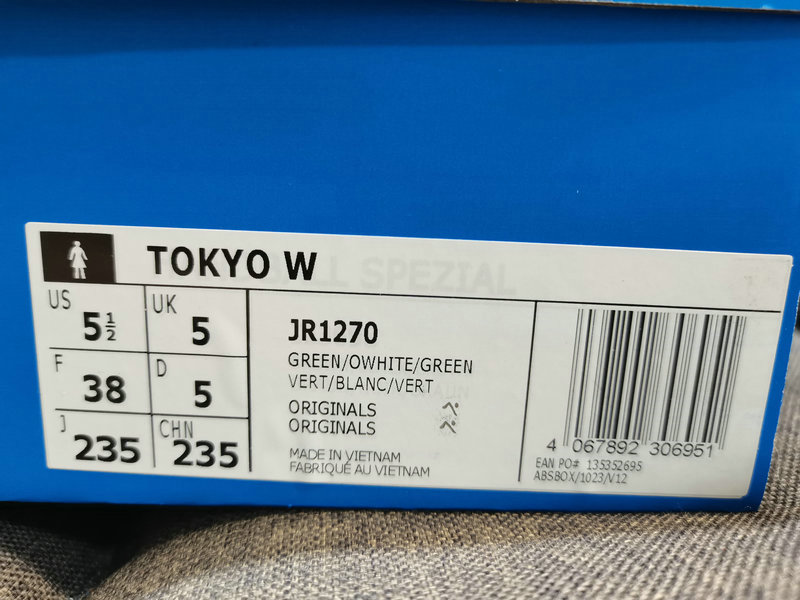 TOKYO W
US 5½
UK 5
F 38
D 5
J 235
CHN 235
JR1270
GREEN/OWHITE/GREEN
VERT/BLANC/VERT
ORIGINALS
ORIGINALS
MADE IN VIETNAM
FABRIQUÉ AU VIETNAM
4 067892 306951
EAN PO# 135352695
ABSBOX/1023/V12
SPEZIAL